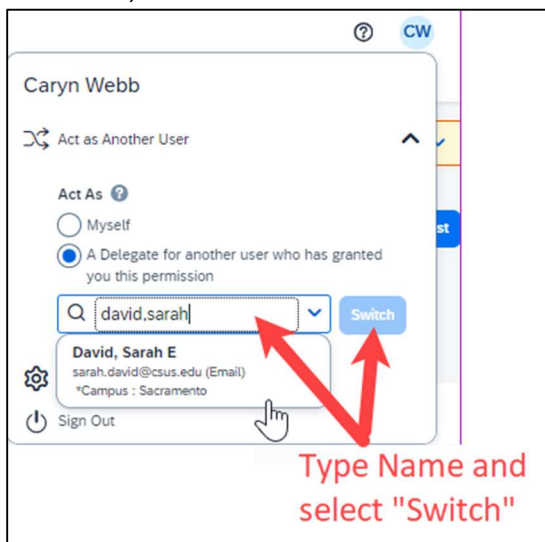 CW
Caryn Webb
Act as Another User
Act As
Myself
st
A Delegate for another user who has granted
you this permission
david,sarah
Switch
David, Sarah E
sarah.david@csus.edu (Email)
*Campus : Sacramento
Sign Out
Type Name and
select "Switch"